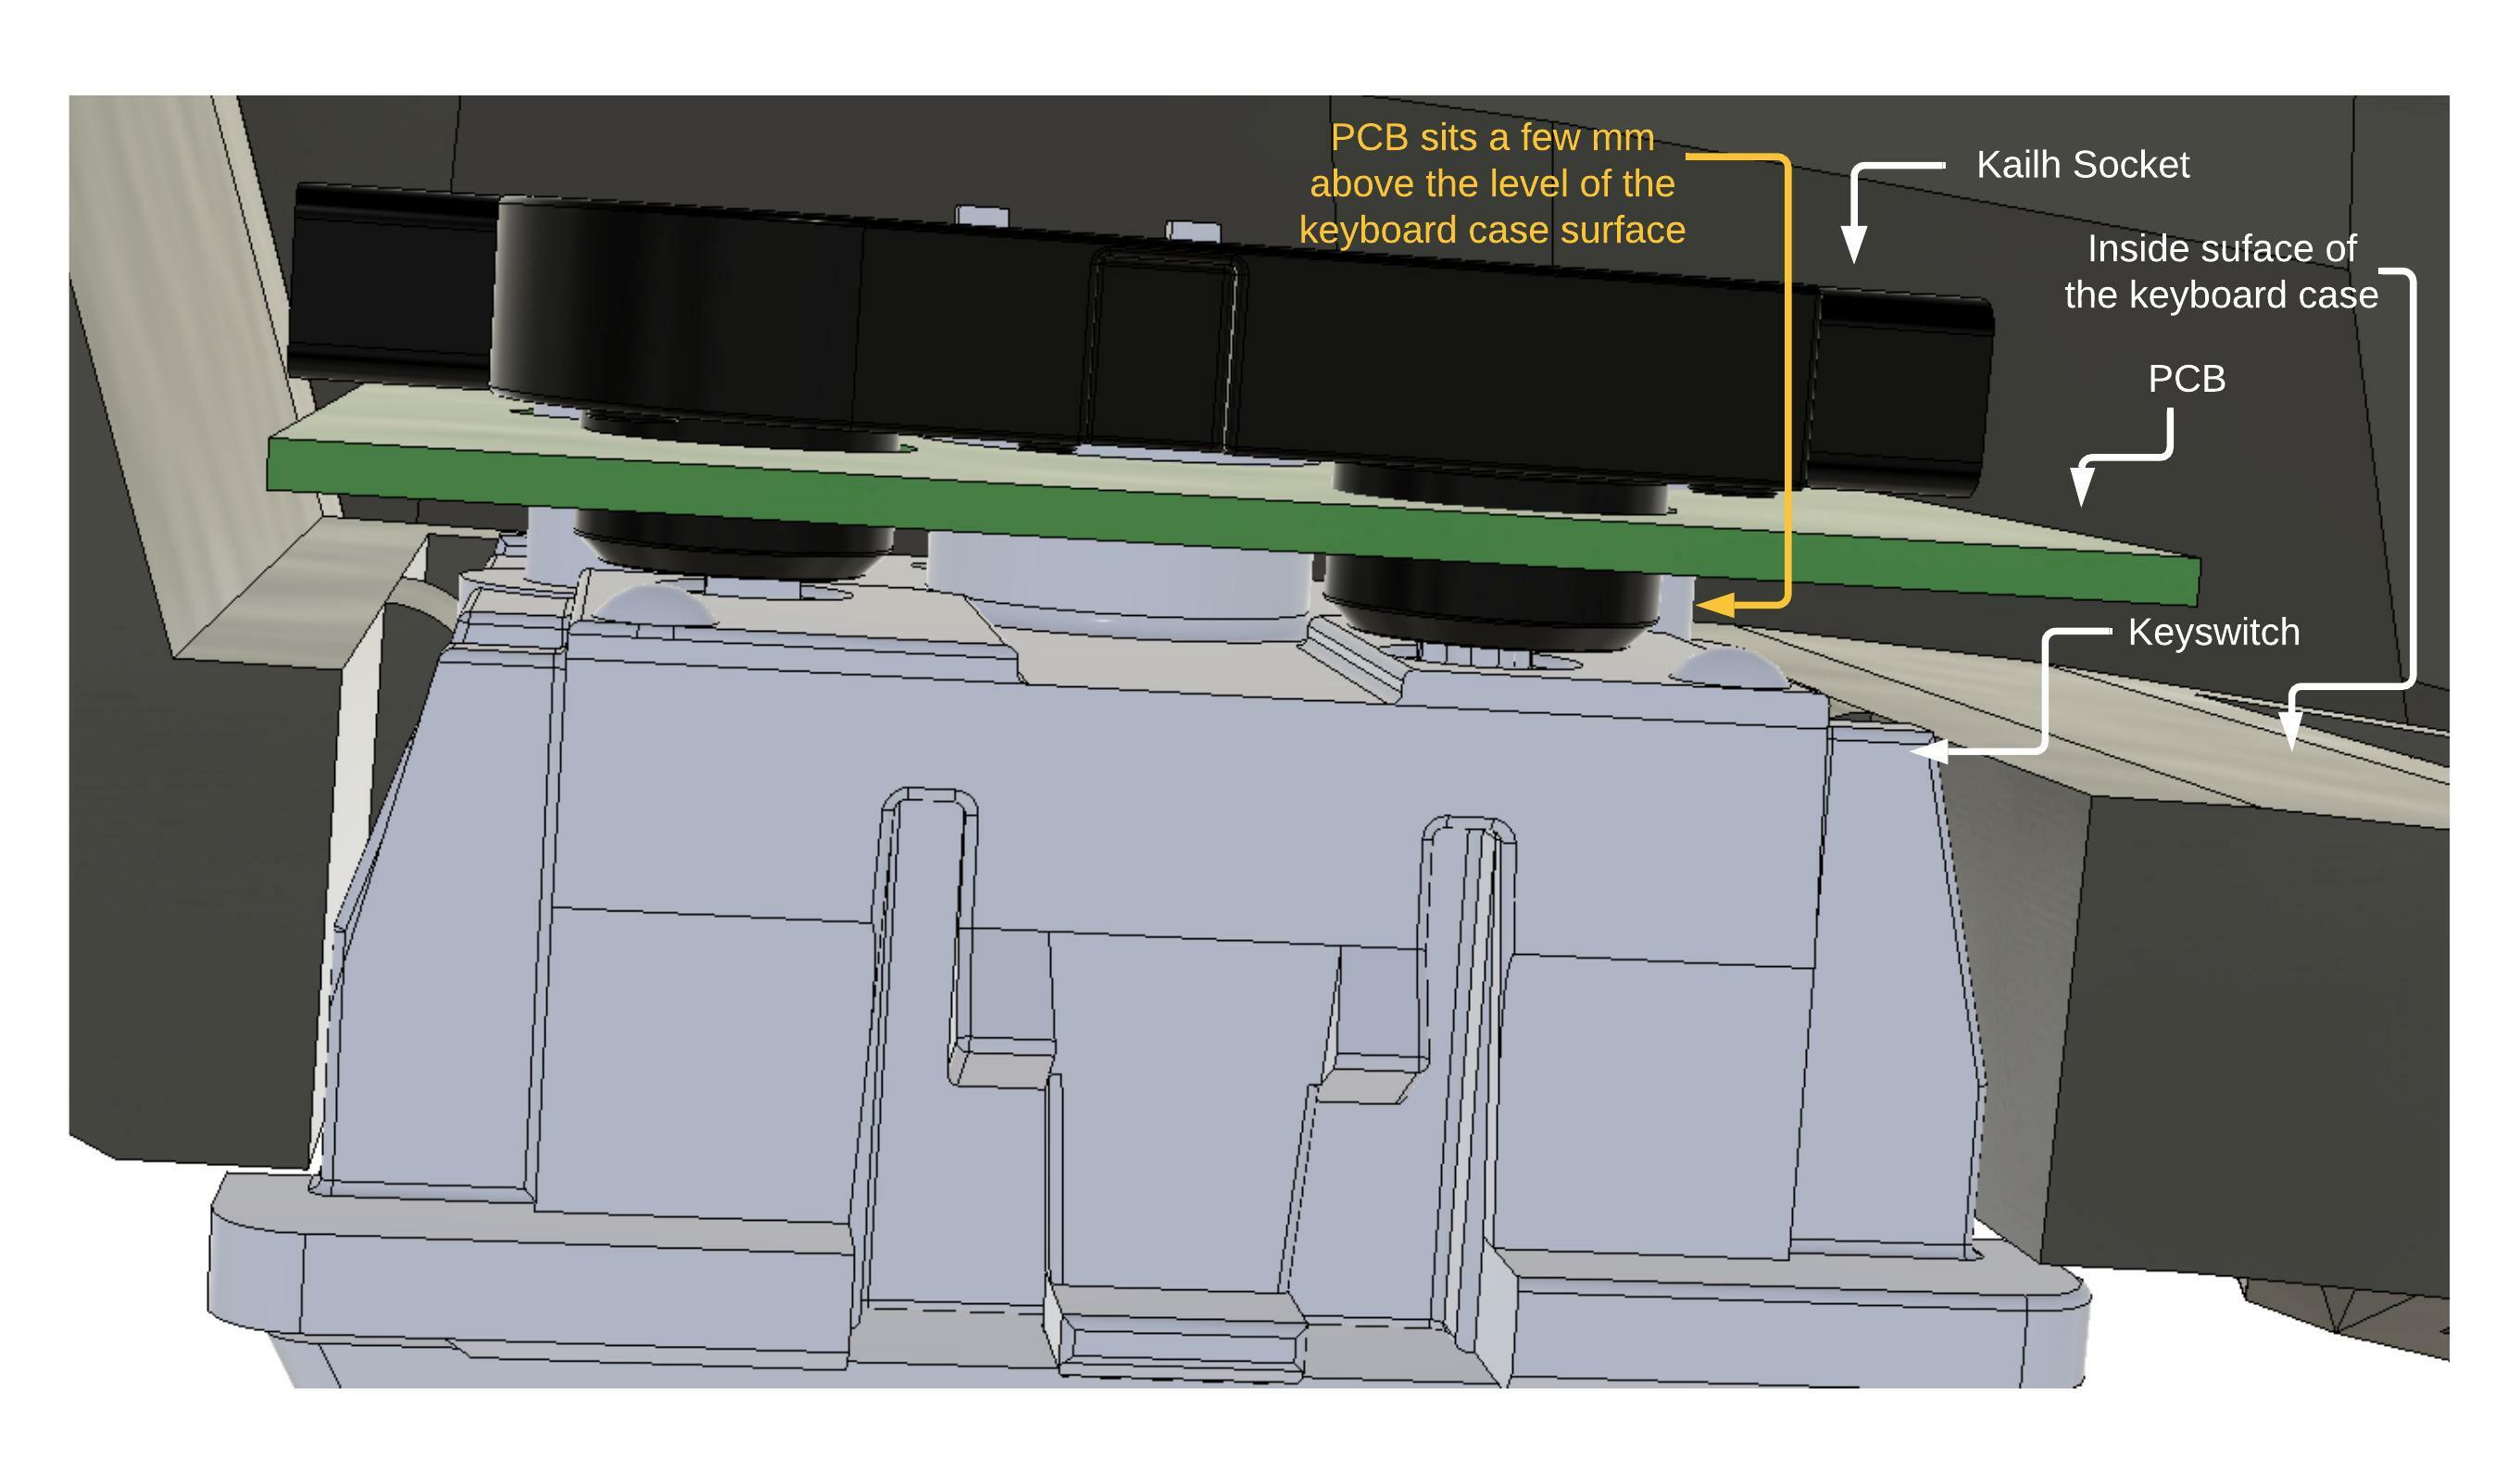 PCB sits a few mm
above the level of the
keyboard case surface
Kailh Socket
Inside suface of
the keyboard case
PCB
Keyswitch